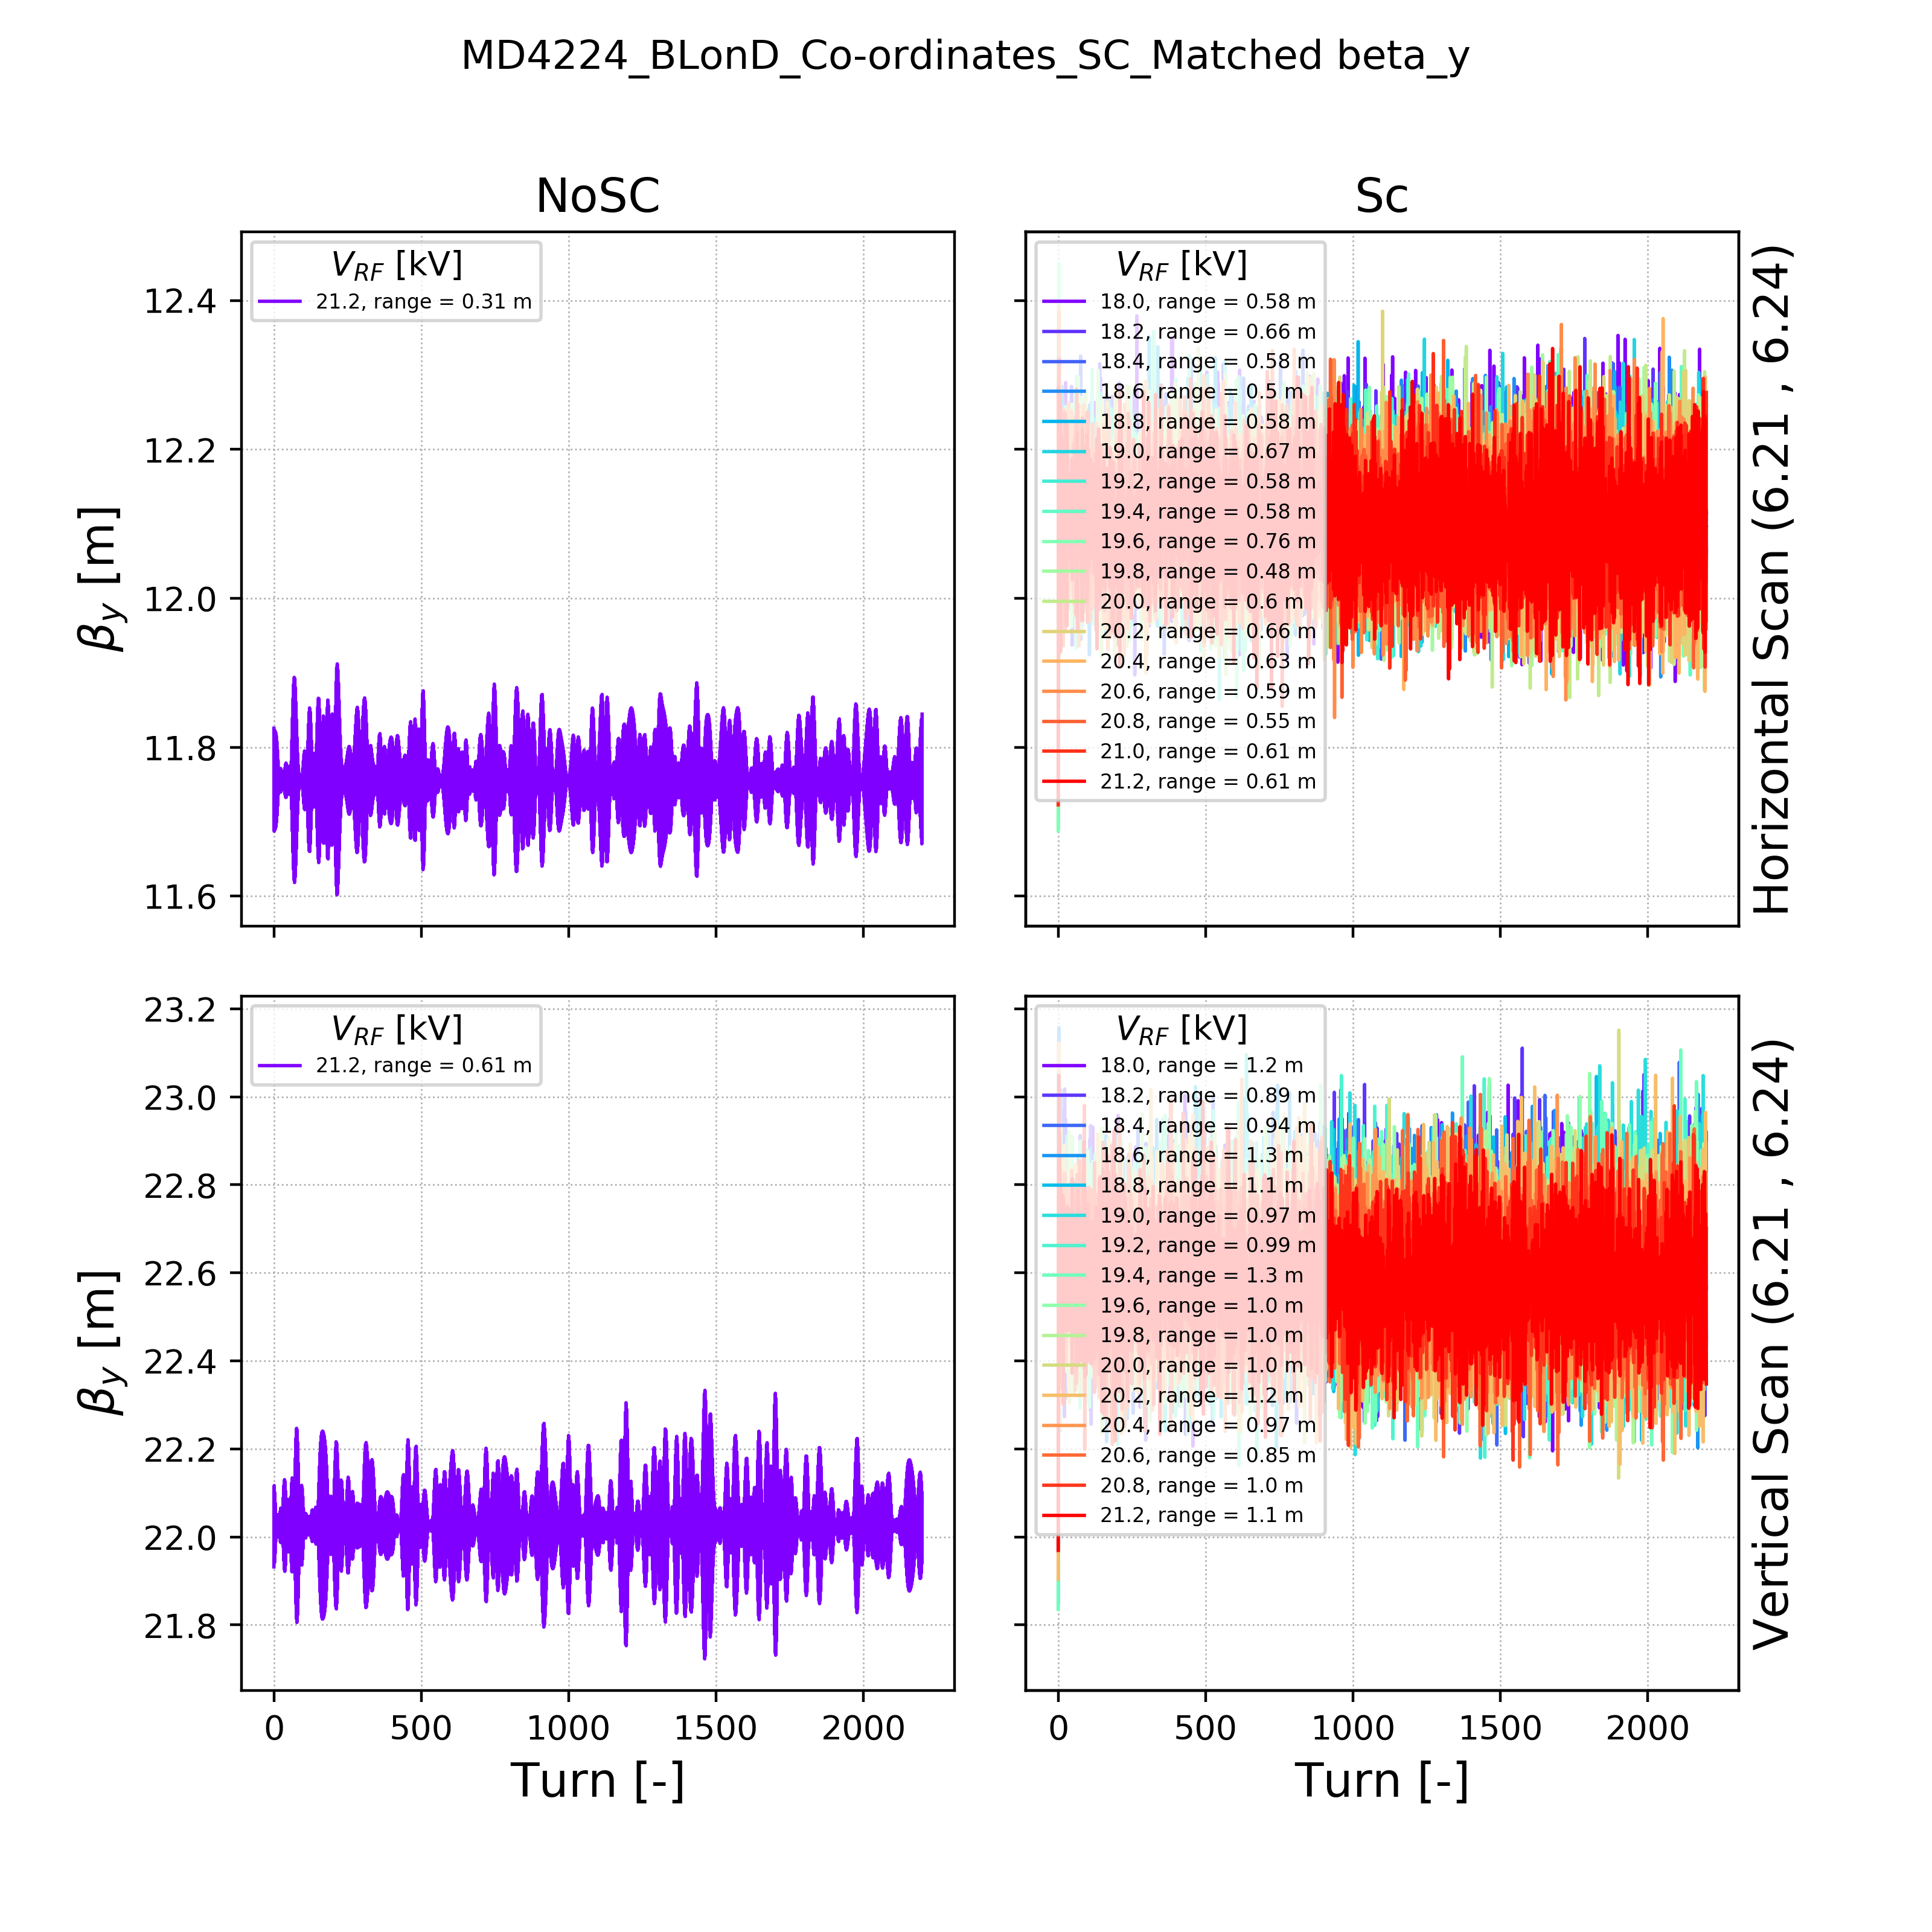 MD4224_BLonD_Co-ordinates_SC_Matched beta_y
NoSC
Sc
β_y [m]
12.4
12.2
12.0
11.8
11.6
V_RF [kV]
21.2, range = 0.31 m
V_RF [kV]
18.0, range = 0.58 m
18.2, range = 0.66 m
18.4, range = 0.58 m
18.6, range = 0.5 m
18.8, range = 0.58 m
19.0, range = 0.67 m
19.2, range = 0.58 m
19.4, range = 0.58 m
19.6, range = 0.76 m
19.8, range = 0.48 m
20.0, range = 0.6 m
20.2, range = 0.66 m
20.4, range = 0.63 m
20.6, range = 0.59 m
20.8, range = 0.55 m
21.0, range = 0.61 m
21.2, range = 0.61 m
Horizontal Scan (6.21 , 6.24)
β_y [m]
23.2
23.0
22.8
22.6
22.4
22.2
22.0
21.8
V_RF [kV]
21.2, range = 0.61 m
0 500 1000 1500 2000
Turn [-]
V_RF [kV]
18.0, range = 1.2 m
18.2, range = 0.89 m
18.4, range = 0.94 m
18.6, range = 1.3 m
18.8, range = 1.1 m
19.0, range = 0.97 m
19.2, range = 0.99 m
19.4, range = 1.3 m
19.6, range = 1.0 m
19.8, range = 1.0 m
20.0, range = 1.0 m
20.2, range = 1.2 m
20.4, range = 0.97 m
20.6, range = 0.85 m
20.8, range = 1.0 m
21.2, range = 1.1 m
0 500 1000 1500 2000
Turn [-]
Vertical Scan (6.21 , 6.24)